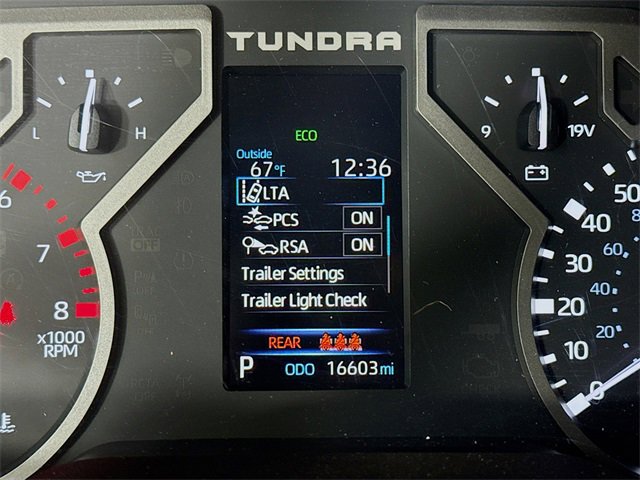 TUNDRA
ECO
Outside
67°F 12:36
LTA
PCS ON
RSA ON
Trailer Settings
Trailer Light Check
REAR
P ODO 16603 mi
L H
6
7
8
x1000
RPM
9 19V
50
40
30
20
10
0
60
40
20
OFF